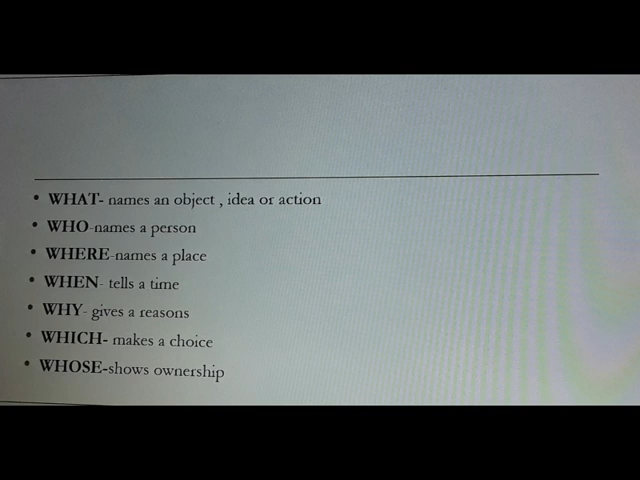 • WHAT- names an object , idea or action
• WHO-names a person
• WHERE-names a place
• WHEN- tells a time
• WHY- gives a reasons
• WHICH- makes a choice
• WHOSE-shows ownership